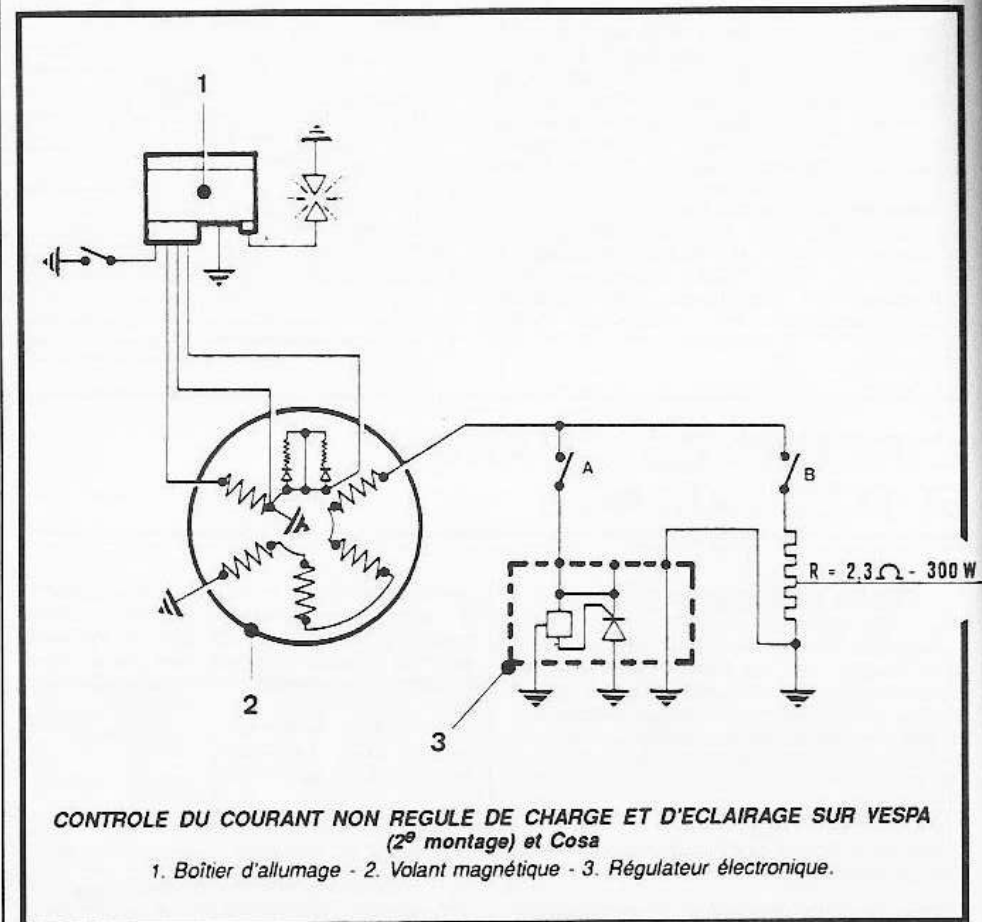 1
A
B
R = 2,3 Ω - 300 W
2
3
CONTROLE DU COURANT NON REGULE DE CHARGE ET D'ECLAIRAGE SUR VESPA
(2e montage) et Cosa
1. Boîtier d'allumage - 2. Volant magnétique - 3. Régulateur électronique.